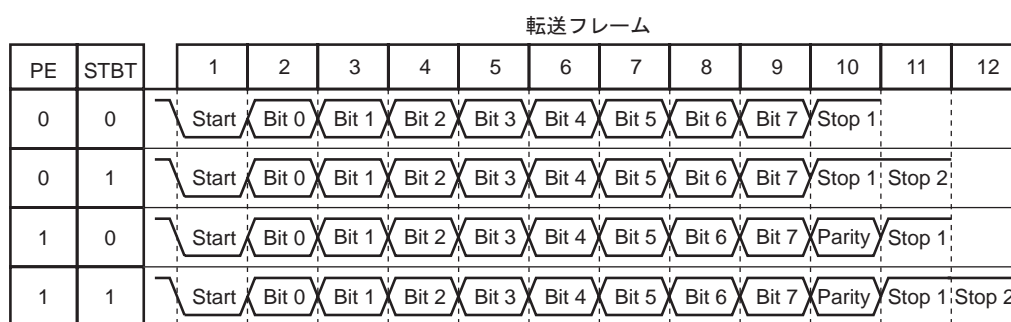 転送フレーム
PE STBT 1 2 3 4 5 6 7 8 9 10 11 12
0 0 Start Bit 0 Bit 1 Bit 2 Bit 3 Bit 4 Bit 5 Bit 6 Bit 7 Stop 1
0 1 Start Bit 0 Bit 1 Bit 2 Bit 3 Bit 4 Bit 5 Bit 6 Bit 7 Stop 1 Stop 2
1 0 Start Bit 0 Bit 1 Bit 2 Bit 3 Bit 4 Bit 5 Bit 6 Bit 7 Parity Stop 1
1 1 Start Bit 0 Bit 1 Bit 2 Bit 3 Bit 4 Bit 5 Bit 6 Bit 7 Parity Stop 1 Stop 2